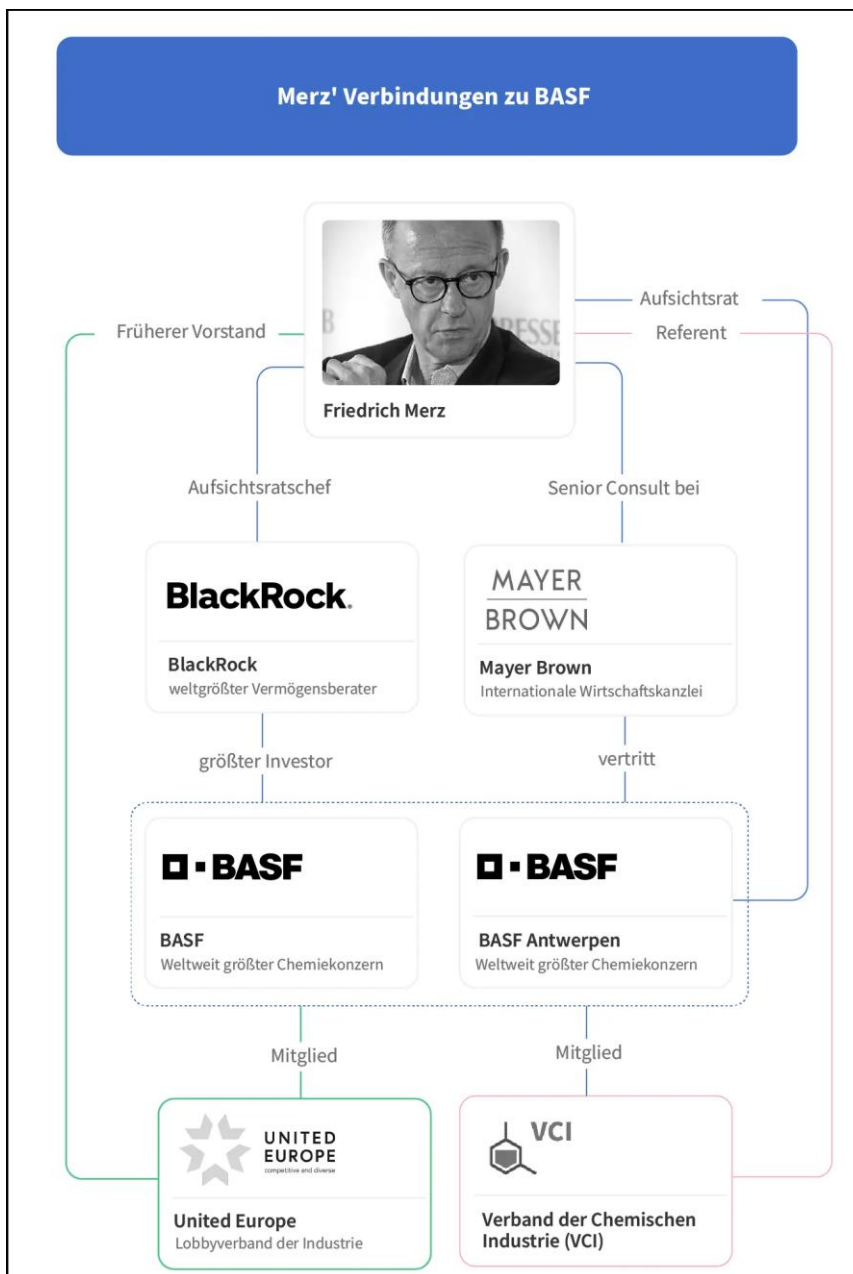 Merz' Verbindungen zu BASF
B
RESSE
Aufsichtsrat
Früherer Vorstand
Referent
Friedrich Merz
Aufsichtsratschef
Senior Consult bei
BlackRock.
MAYER
BROWN
BlackRock
weltgrößter Vermögensberater
Mayer Brown
Internationale Wirtschaftskanzlei
größter Investor
vertritt
BASF
BASF
BASF
Weltweit größter Chemiekonzern
BASF Antwerpen
Weltweit größter Chemiekonzern
Mitglied
Mitglied
UNITED
EUROPE
competitive and diverse
VCI
United Europe
Lobbyverband der Industrie
Verband der Chemischen
Industrie (VCI)